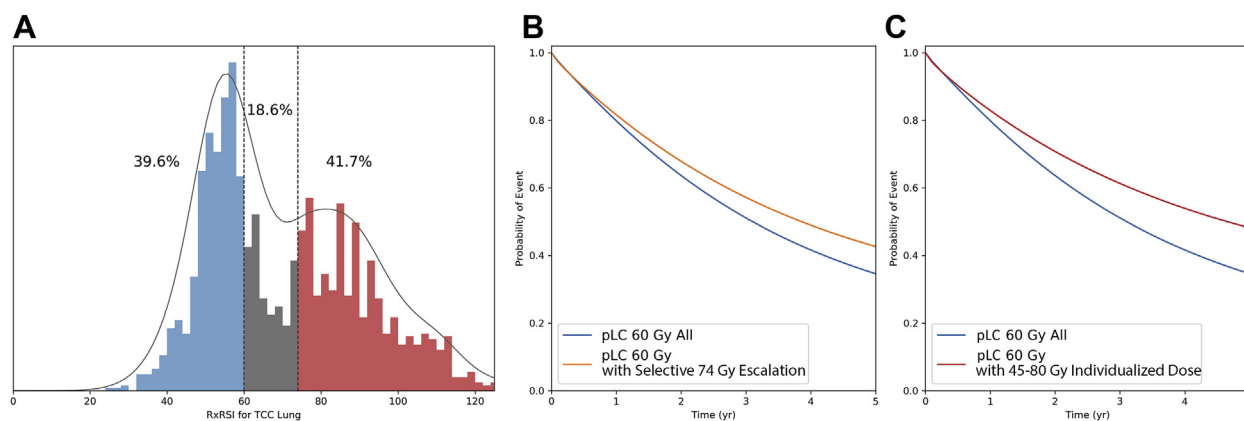 A
39.6%
18.6%
41.7%
0
20
40
60
80
100
120
RxRSI for TCC Lung
B
Probability of Event
1.0
0.8
0.6
0.4
0.2
0.0
pLC 60 Gy All
pLC 60 Gy
with Selective 74 Gy Escalation
0
1
2
3
4
5
Time (yr)
C
Probability of Event
1.0
0.8
0.6
0.4
0.2
0.0
pLC 60 Gy All
pLC 60 Gy
with 45-80 Gy Individualized Dose
0
1
2
3
4
Time (yr)